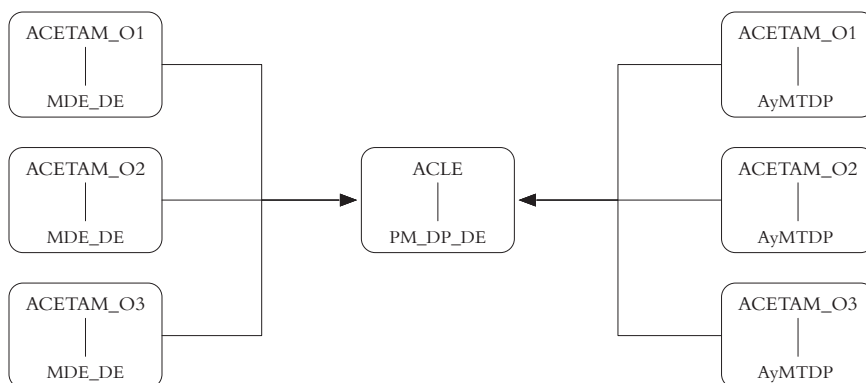 ACETAM_O1
MDE_DE
ACETAM_O2
MDE_DE
ACETAM_O3
MDE_DE
ACLE
PM_DP_DE
ACETAM_O1
AyMTDP
ACETAM_O2
AyMTDP
ACETAM_O3
AyMTDP